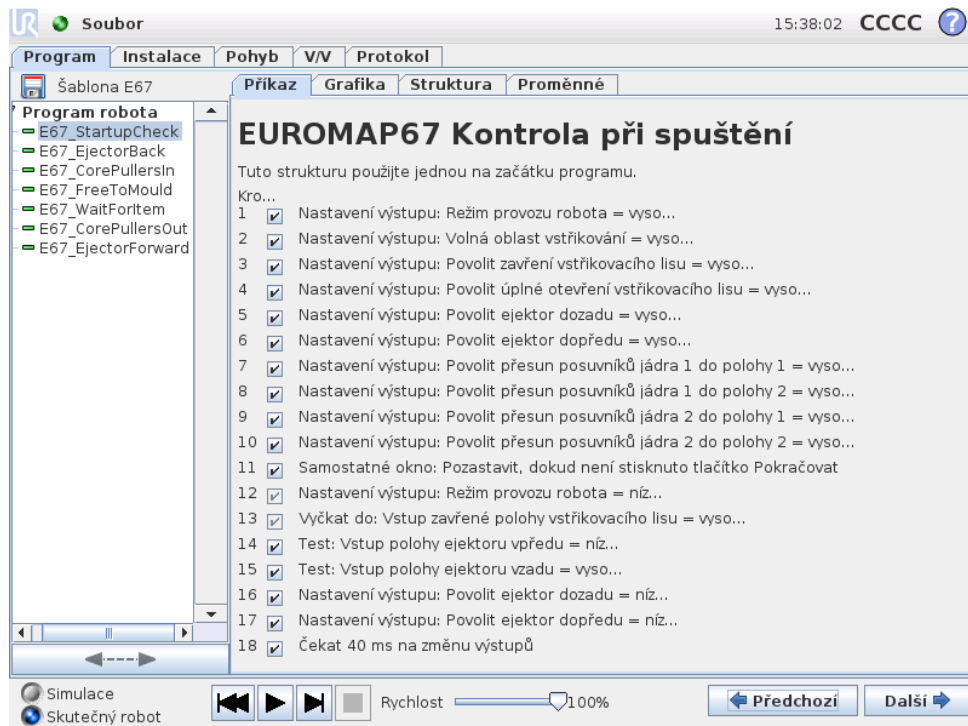 UR Soubor 15:38:02 CCCC ?
Program Instalace Pohyb V/V Protokol
Šablona E67
Příkaz Grafika Struktura Proměnné
Program robota
E67_StartupCheck
E67_EjectorBack
E67_CorePullersIn
E67_FreeToMould
E67_WaitForItem
E67_CorePullersOut
E67_EjectorForward
EUROMAP67 Kontrola při spuštění
Tuto strukturu použijte jednou na začátku programu.
Kro...
1 Nastavení výstupu: Režim provozu robota = vyso...
2 Nastavení výstupu: Volná oblast vstřikování = vyso...
3 Nastavení výstupu: Povolit zavření vstřikovacího lisu = vyso...
4 Nastavení výstupu: Povolit úplné otevření vstřikovacího lisu = vyso...
5 Nastavení výstupu: Povolit ejektor dozadu = vyso...
6 Nastavení výstupu: Povolit ejektor dopředu = vyso...
7 Nastavení výstupu: Povolit přesun posuvníků jádra 1 do polohy 1 = vyso...
8 Nastavení výstupu: Povolit přesun posuvníků jádra 1 do polohy 2 = vyso...
9 Nastavení výstupu: Povolit přesun posuvníků jádra 2 do polohy 1 = vyso...
10 Nastavení výstupu: Povolit přesun posuvníků jádra 2 do polohy 2 = vyso...
11 Samostatné okno: Pozastavit, dokud není stisknuto tlačítko Pokračovat
12 Nastavení výstupu: Režim provozu robota = níz...
13 Vyčkat do: Vstup zavřené polohy vstřikovacího lisu = vyso...
14 Test: Vstup polohy ejektoru vpředu = níz...
15 Test: Vstup polohy ejektoru vzadu = vyso...
16 Nastavení výstupu: Povolit ejektor dozadu = níz...
17 Nastavení výstupu: Povolit ejektor dopředu = níz...
18 Čekat 40 ms na změnu výstupů
Simulace
Skutečný robot
Rychlost 100%
Předchozí Další